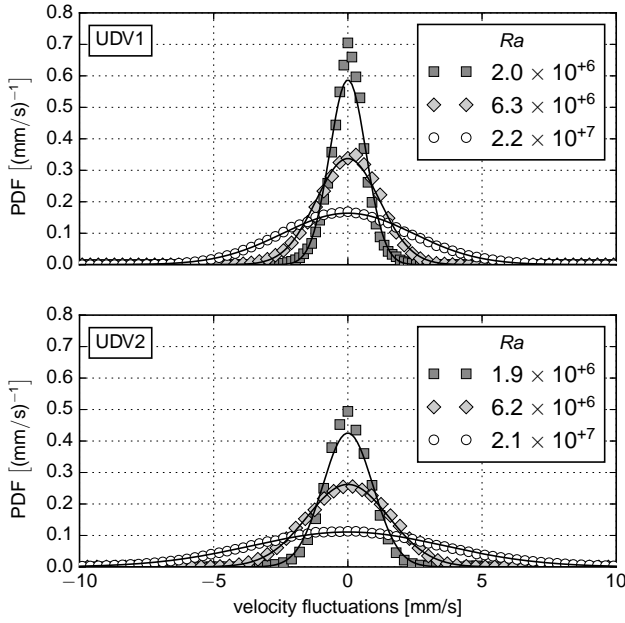 UDV1
PDF [(mm/s)⁻¹]
0.8
0.7
0.6
0.5
0.4
0.3
0.2
0.1
0.0
Ra
2.0 × 10⁺⁶
6.3 × 10⁺⁶
2.2 × 10⁺⁷
UDV2
PDF [(mm/s)⁻¹]
0.8
0.7
0.6
0.5
0.4
0.3
0.2
0.1
0.0
Ra
1.9 × 10⁺⁶
6.2 × 10⁺⁶
2.1 × 10⁺⁷
−10 −5 0 5 10
velocity fluctuations [mm/s]